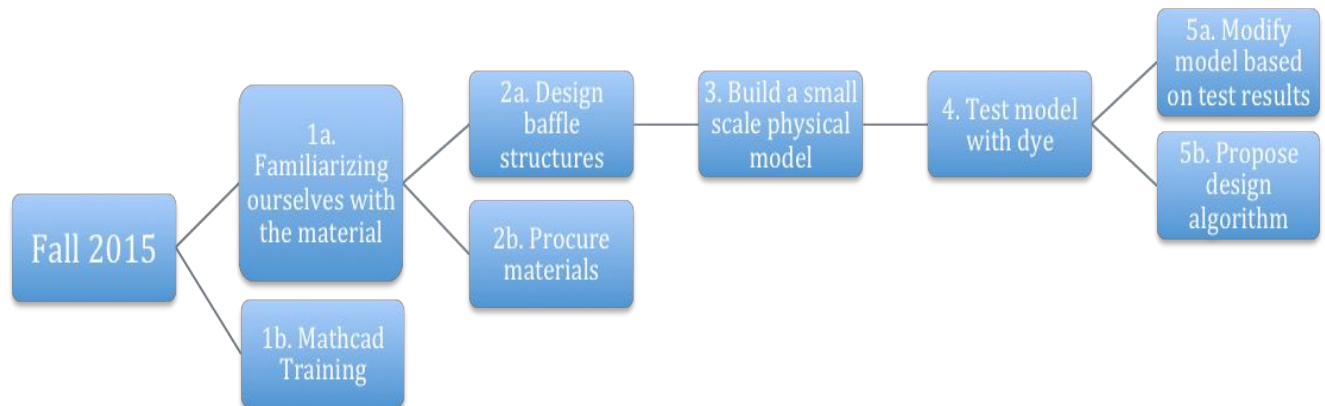 Fall 2015
1a.
Familiarizing
ourselves with
the material
1b. Mathcad
Training
2a. Design
baffle
structures
2b. Procure
materials
3. Build a small
scale physical
model
4. Test model
with dye
5a. Modify
model based
on test results
5b. Propose
design
algorithm